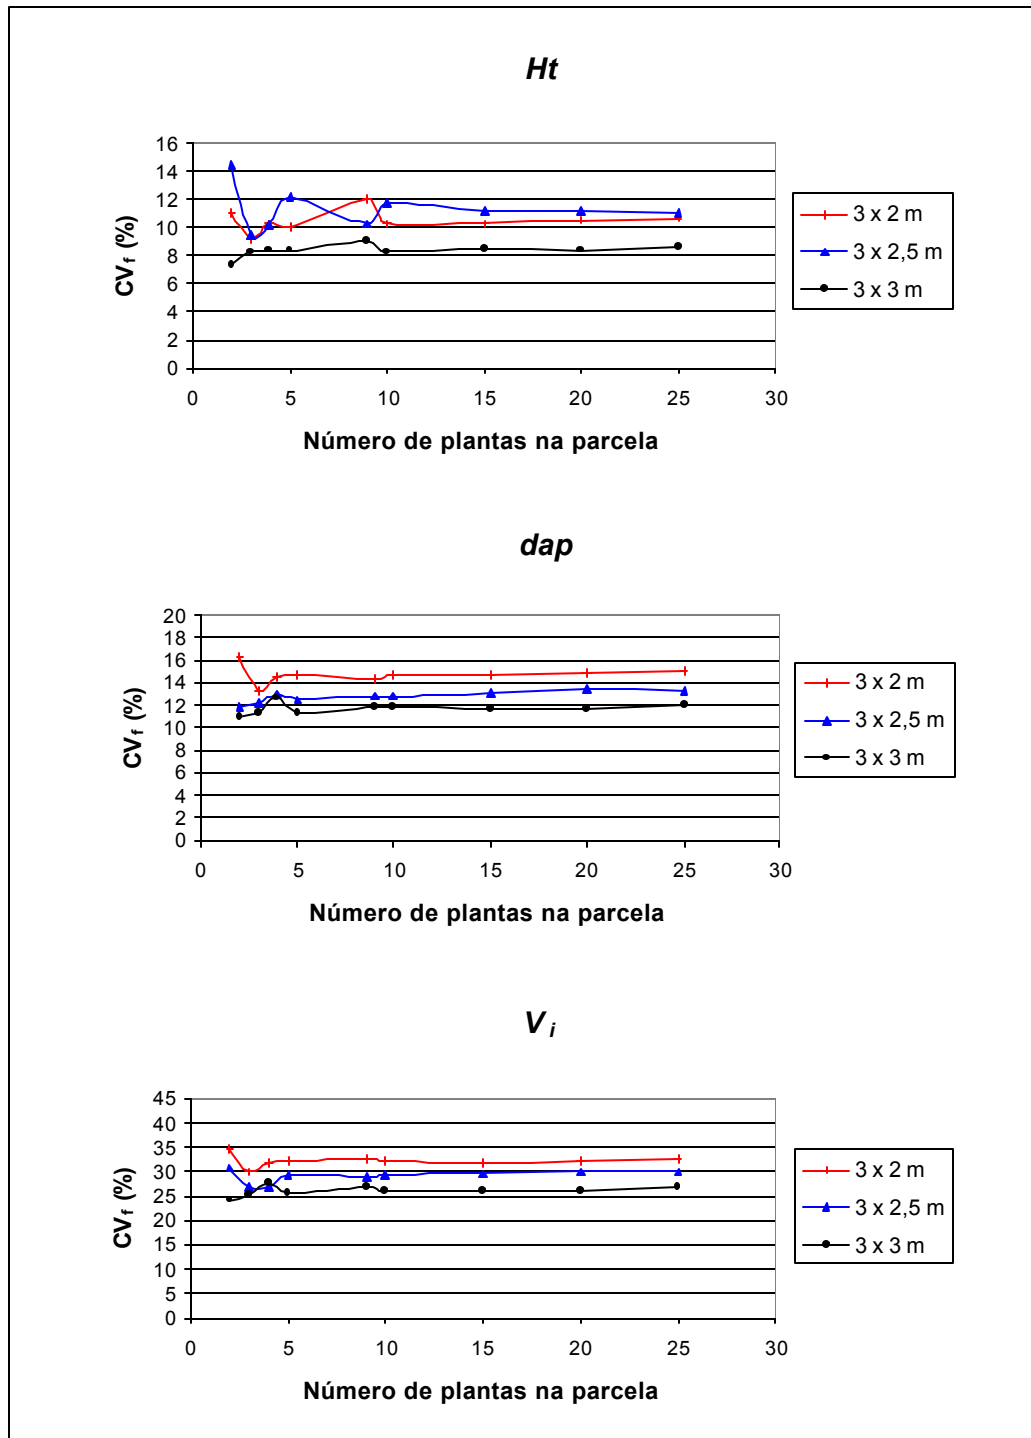 Ht
16
14
12
10
8
6
4
2
0
CVf (%)
0 5 10 15 20 25 30
Número de plantas na parcela
3 x 2 m
3 x 2,5 m
3 x 3 m
dap
20
18
16
14
12
10
8
6
4
2
0
CVf (%)
0 5 10 15 20 25 30
Número de plantas na parcela
3 x 2 m
3 x 2,5 m
3 x 3 m
V i
45
40
35
30
25
20
15
10
5
0
CVf (%)
0 5 10 15 20 25 30
Número de plantas na parcela
3 x 2 m
3 x 2,5 m
3 x 3 m